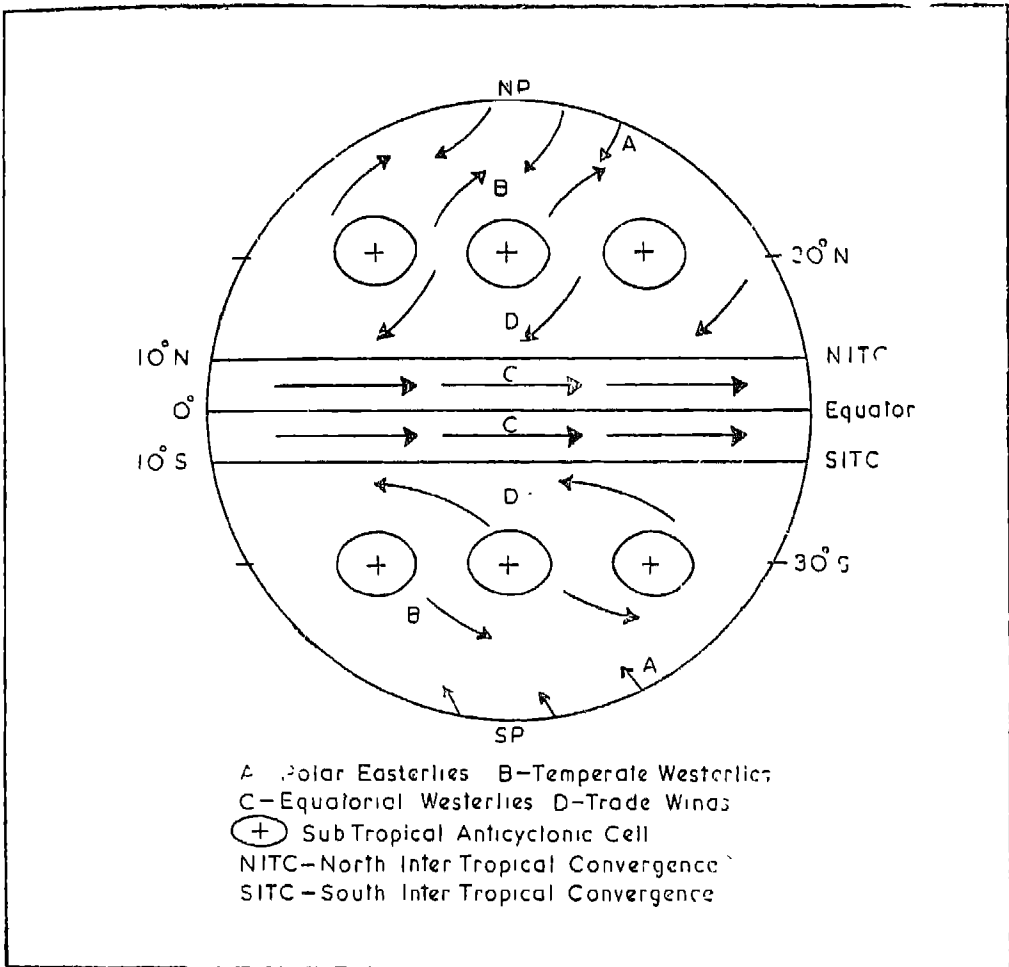 NP
A
B
20°N
D
10°N
NITC
C
0°
Equator
C
10°S
SITC
D
30°S
B
A
SP
A Polar Easterlies B-Temperate Westerlies
C-Equatorial Westerlies D-Trade Winds
+ Sub Tropical Anticyclonic Cell
NITC-North Inter Tropical Convergence
SITC-South Inter Tropical Convergence